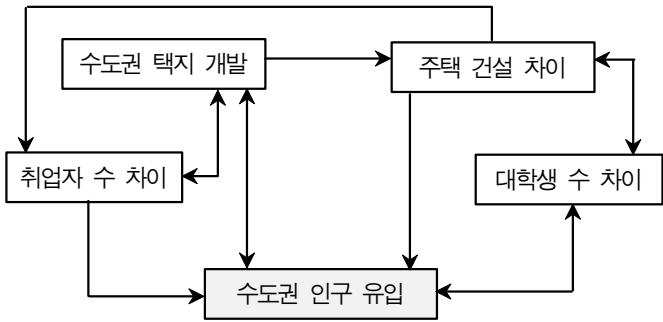 수도권 택지 개발
주택 건설 차이
취업자 수 차이
대학생 수 차이
수도권 인구 유입